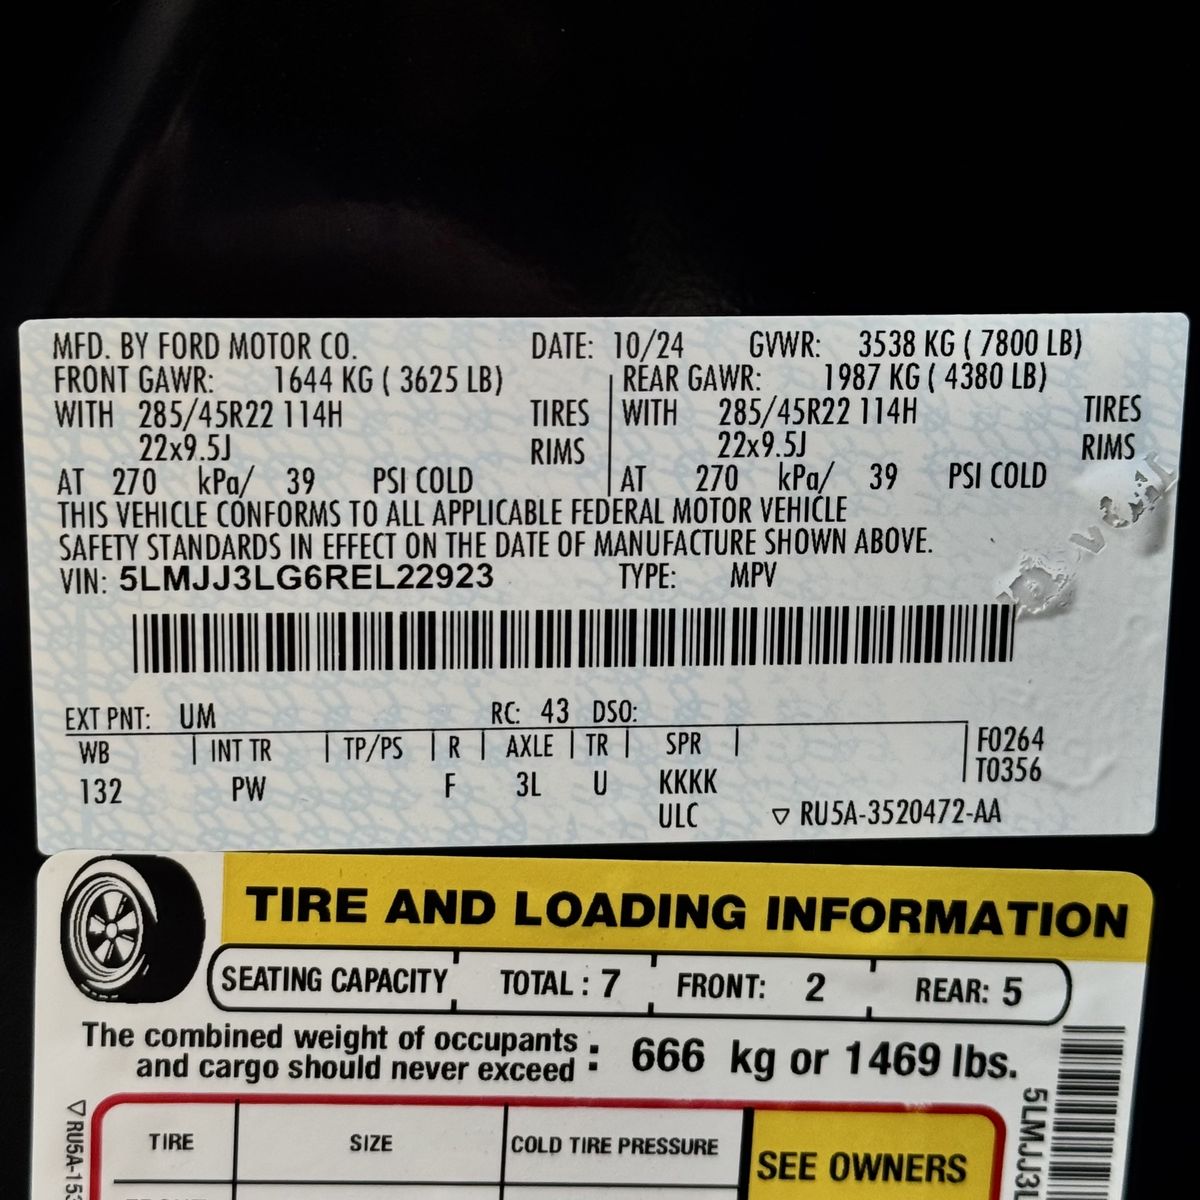 MFD. BY FORD MOTOR CO. DATE: 10/24 GVWR: 3538 KG ( 7800 LB)
FRONT GAWR: 1644 KG ( 3625 LB) REAR GAWR: 1987 KG ( 4380 LB)
WITH 285/45R22 114H TIRES WITH 285/45R22 114H TIRES
22x9.5J RIMS 22x9.5J RIMS
AT 270 kPa/ 39 PSI COLD AT 270 kPa/ 39 PSI COLD
THIS VEHICLE CONFORMS TO ALL APPLICABLE FEDERAL MOTOR VEHICLE
SAFETY STANDARDS IN EFFECT ON THE DATE OF MANUFACTURE SHOWN ABOVE.
VIN: 5LMJJ3LG6REL22923 TYPE: MPV
EXT PNT: UM RC: 43 DSO:
WB | INT TR | TP/PS | R | AXLE | TR | SPR | F0264
T0356
132 PW F 3L U KKKK
ULC ▽ RU5A-3520472-AA
TIRE AND LOADING INFORMATION
SEATING CAPACITY TOTAL : 7 FRONT: 2 REAR: 5
The combined weight of occupants
and cargo should never exceed : 666 kg or 1469 lbs.
TIRE SIZE COLD TIRE PRESSURE
SEE OWNERS
▽RU5A-153
5LMJJ3L